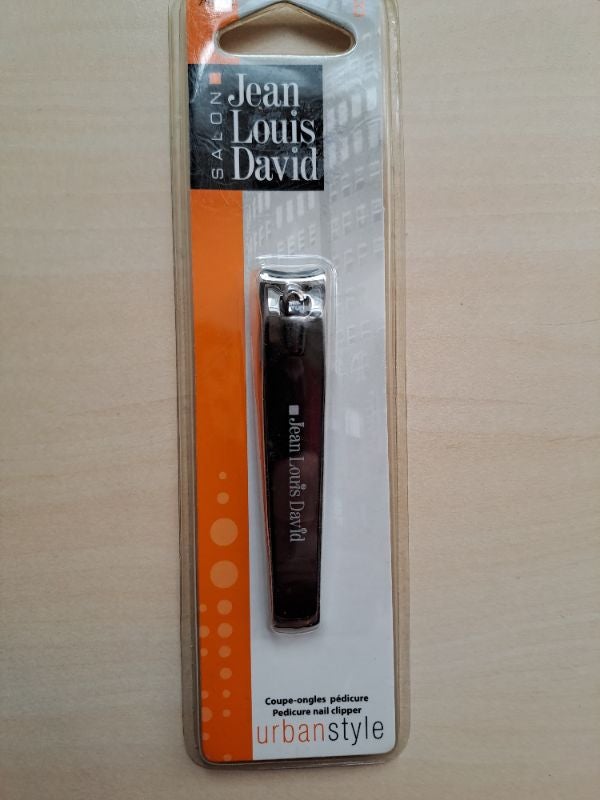 SALON
Jean
Louis
David
Jean Louis David
Coupe-ongles pédicure
Pedicure nail clipper
urbanstyle